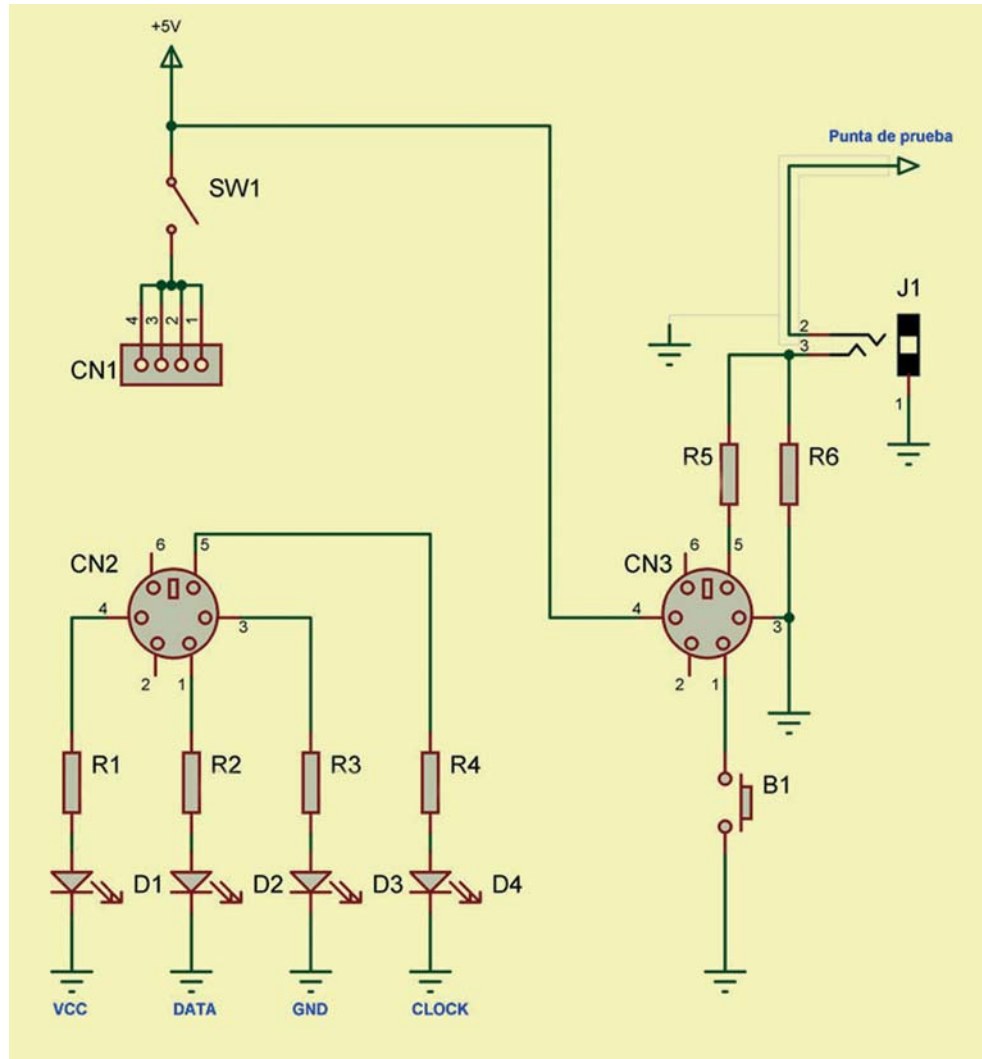 +5V
Punta de prueba
SW1
J1
4 3 2 1
2
3
CN1
1
R5 R6
6 5
CN2
4
3
2 1
6 5
CN3
4
3
2 1
R1 R2 R3 R4
B1
D1 D2 D3 D4
VCC DATA GND CLOCK